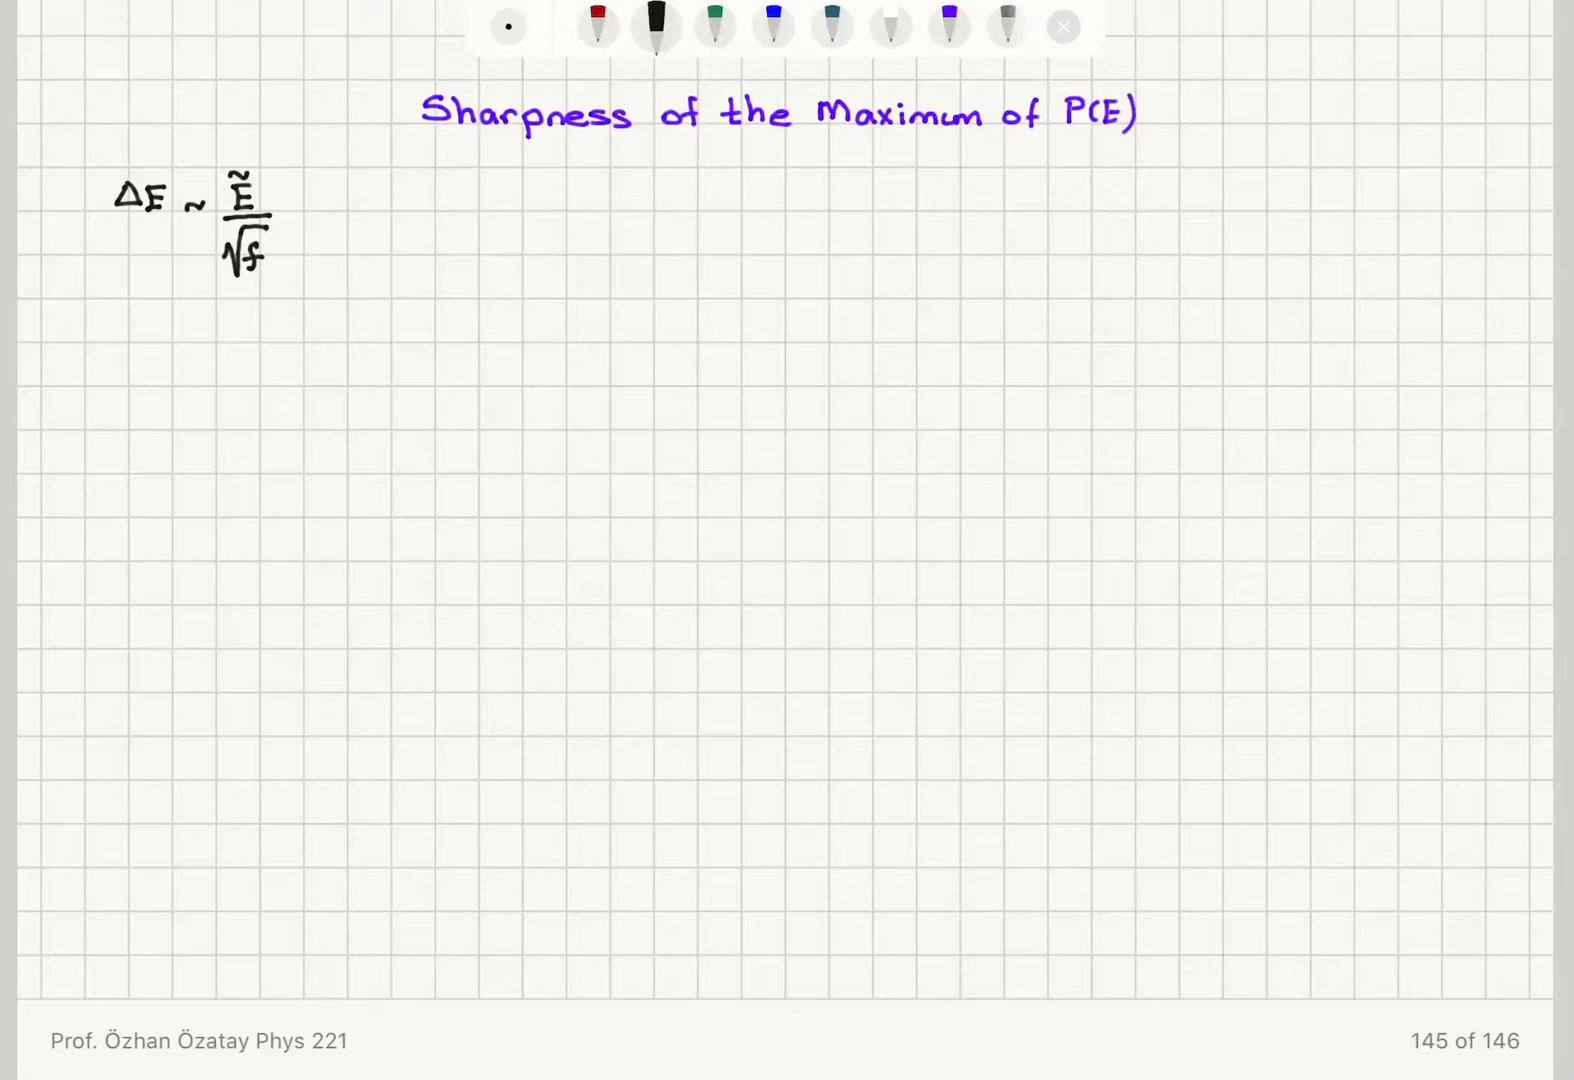 Sharpness of the Maximum of P(E)
ΔE ~ Ẽ / √f
Prof. Özhan Özatay Phys 221
145 of 146